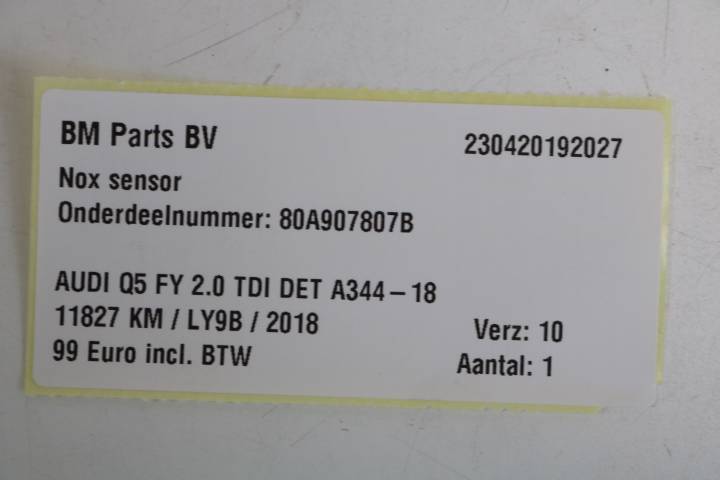 BM Parts BV 230420192027
Nox sensor
Onderdeelnummer: 80A907807B
AUDI Q5 FY 2.0 TDI DET A344-18
11827 KM / LY9B / 2018 Verz: 10
99 Euro incl. BTW Aantal: 1